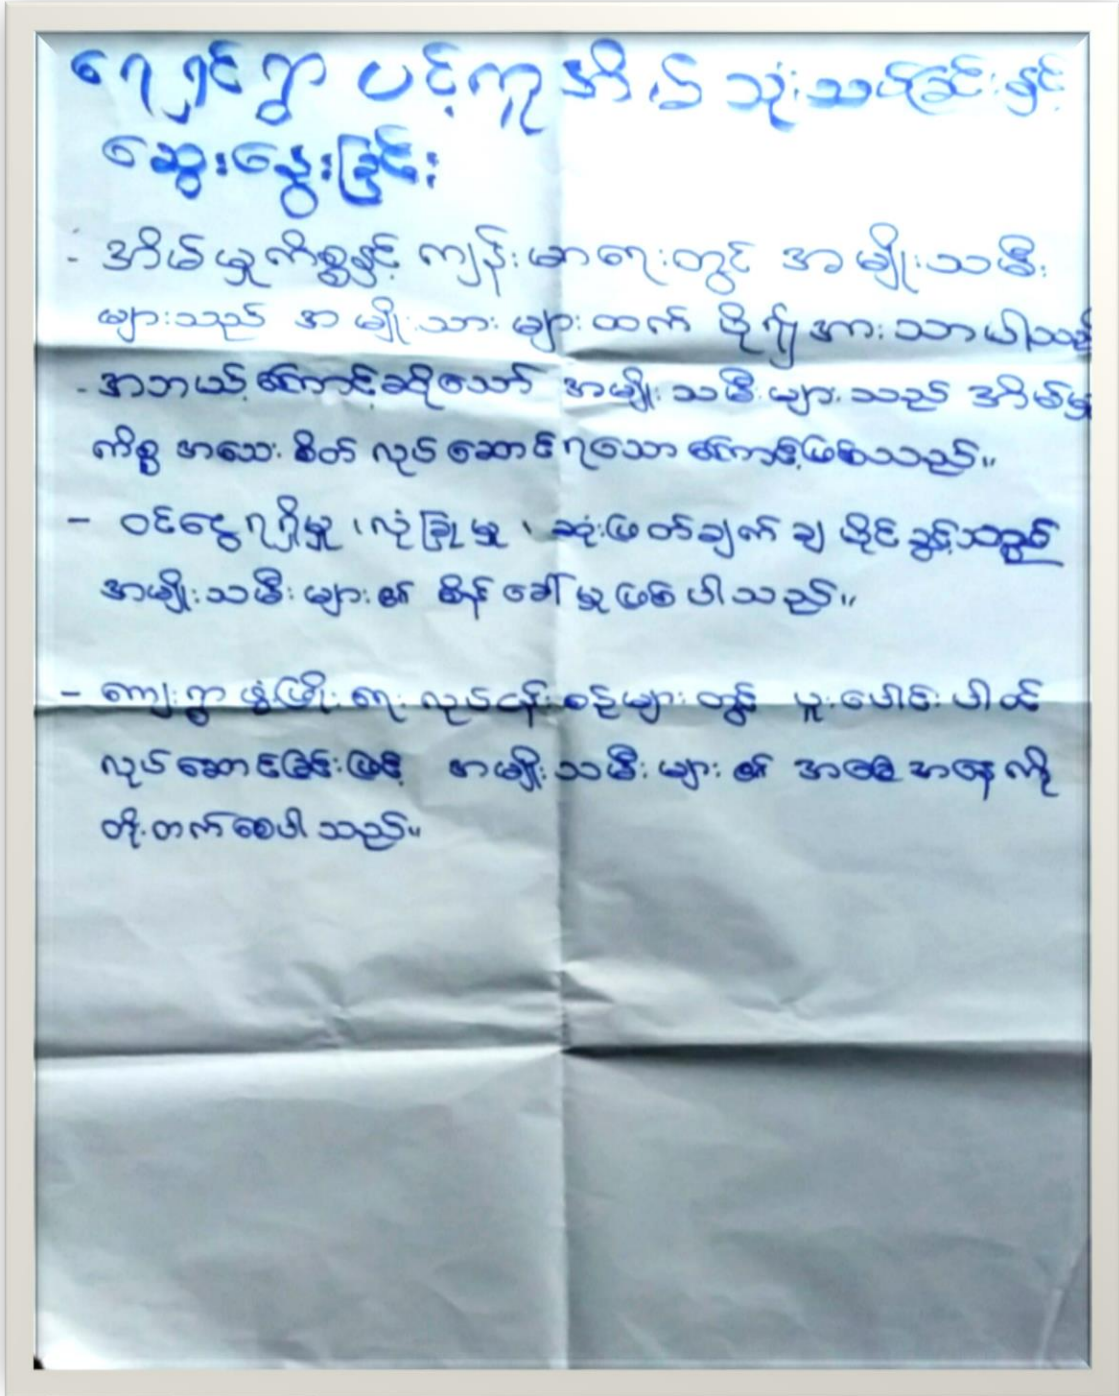 ရေရှင်ရွာ ပင့်ကူအိမ် သုံးသပ်ခြင်းနှင့်
ဆွေးနွေးခြင်း
- အိမ်မှုကိစ္စနှင့် ကျန်းမာရေးတွင် အမျိုးသမီး
များသည် အမျိုးသားများထက် ပို၍ အားသာပါသည်
- အဘယ့်ကြောင့်ဆိုသော် အမျိုးသမီးများသည် အိမ်မှု
ကိစ္စ အသေးစိတ် လုပ်ဆောင်ရသောကြောင့်ဖြစ်သည်။
- ဝင်ငွေရရှိမှု၊ လုံခြုံမှု၊ ဆုံးဖြတ်ချက်ချပိုင်ခွင့်သည်
အမျိုးသမီးများ၏ စိန်ခေါ်မှုဖြစ်ပါသည်။
- ကျေးရွာဖွံ့ဖြိုးရေးလုပ်ငန်းစဉ်များတွင် ပူးပေါင်းပါဝင်
လုပ်ဆောင်ခြင်းဖြင့် အမျိုးသမီးများ၏ အခြေအနေကို
တိုးတက်စေပါသည်။